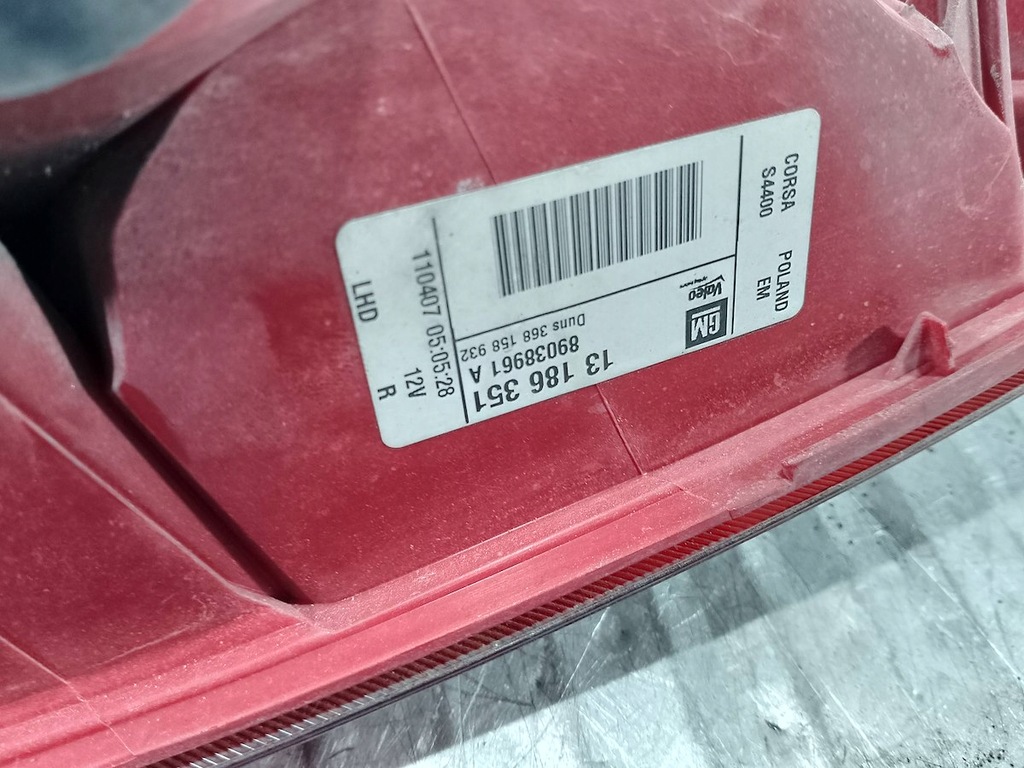 CORSA POLAND
S4400 EM
GM
Valeo
13 186 351
89038961 A
Duns 368 158 932
110407 05:05:28
12V
LHD R